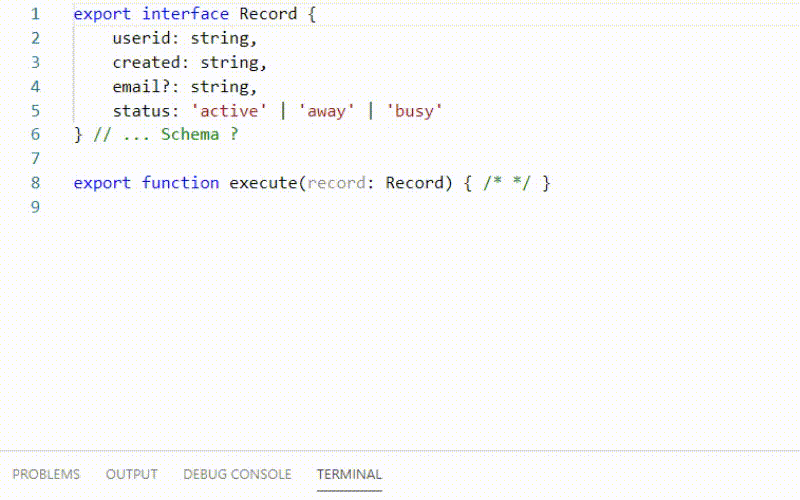 1 export interface Record {
2 userid: string,
3 created: string,
4 email?: string,
5 status: 'active' | 'away' | 'busy'
6 } // ... Schema ?
7
8 export function execute(record: Record) { /* */ }
9
PROBLEMS OUTPUT DEBUG CONSOLE TERMINAL